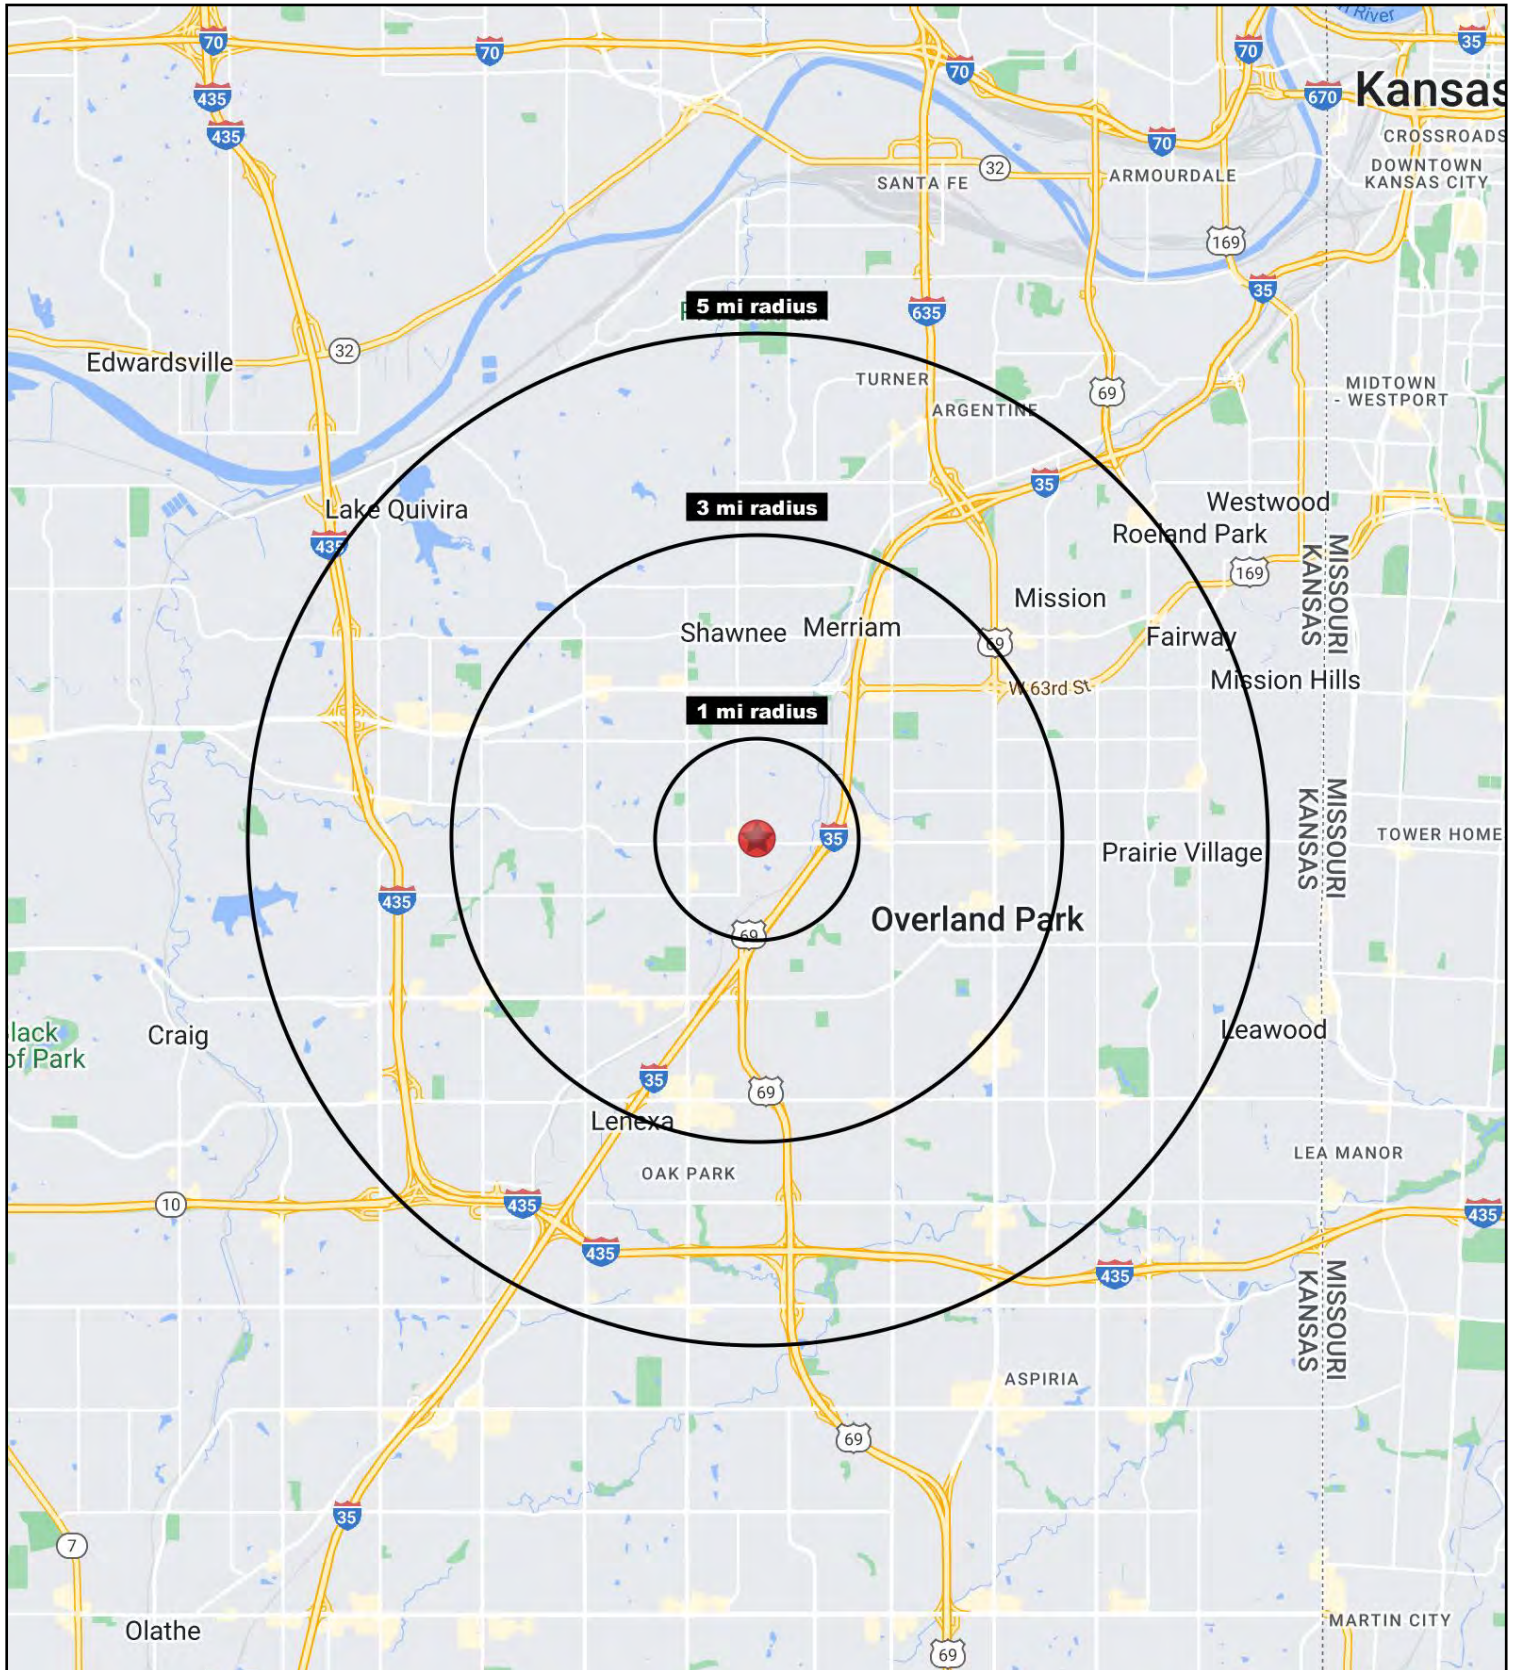 River
70
70
70
70
35
435
435
670
Kansas
CROSSROADS
70
DOWNTOWN
KANSAS CITY
SANTA FE
32
ARMOURDALE
169
35
5 mi radius
635
Edwardsville
32
TURNER
ARGENTINE
69
MIDTOWN
- WESTPORT
35
3 mi radius
Lake Quivira
Westwood
Roeland Park
435
169
MISSOURI
KANSAS
Mission
Shawnee
Merriam
69
Fairway
Mission Hills
W 63rd St
1 mi radius
MISSOURI
KANSAS
35
TOWER HOME
Prairie Village
435
Overland Park
69
lack
of Park
Craig
Leawood
35
69
Lenexa
LEA MANOR
OAK PARK
10
435
435
435
435
MISSOURI
KANSAS
ASPIRIA
69
35
7
Olathe
MARTIN CITY
69